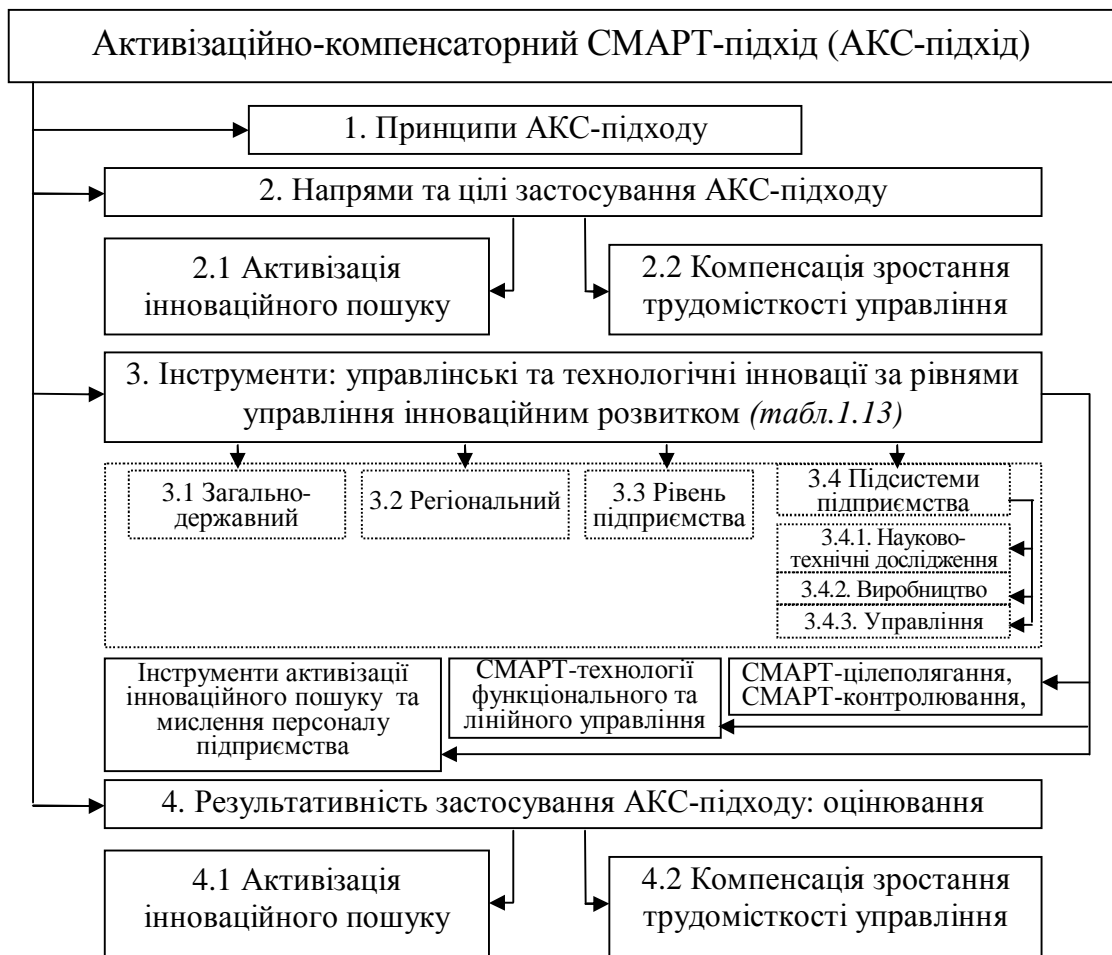 Активізаційно-компенсаторний СМАРТ-підхід (АКС-підхід)
1. Принципи АКС-підходу
2. Напрями та цілі застосування АКС-підходу
2.1 Активізація
інноваційного пошуку
2.2 Компенсація зростання
трудомісткості управління
3. Інструменти: управлінські та технологічні інновації за рівнями
управління інноваційним розвитком (табл.1.13)
3.1 Загально-
державний
3.2 Регіональний
3.3 Рівень
підприємства
3.4 Підсистеми
підприємства
3.4.1. Науково-
технічні дослідження
3.4.2. Виробництво
3.4.3. Управління
Інструменти активізації
інноваційного пошуку та
мислення персоналу
підприємства
СМАРТ-технології
функціонального та
лінійного управління
СМАРТ-цілеполягання,
СМАРТ-контролювання,
4. Результативність застосування АКС-підходу: оцінювання
4.1 Активізація
інноваційного пошуку
4.2 Компенсація зростання
трудомісткості управління